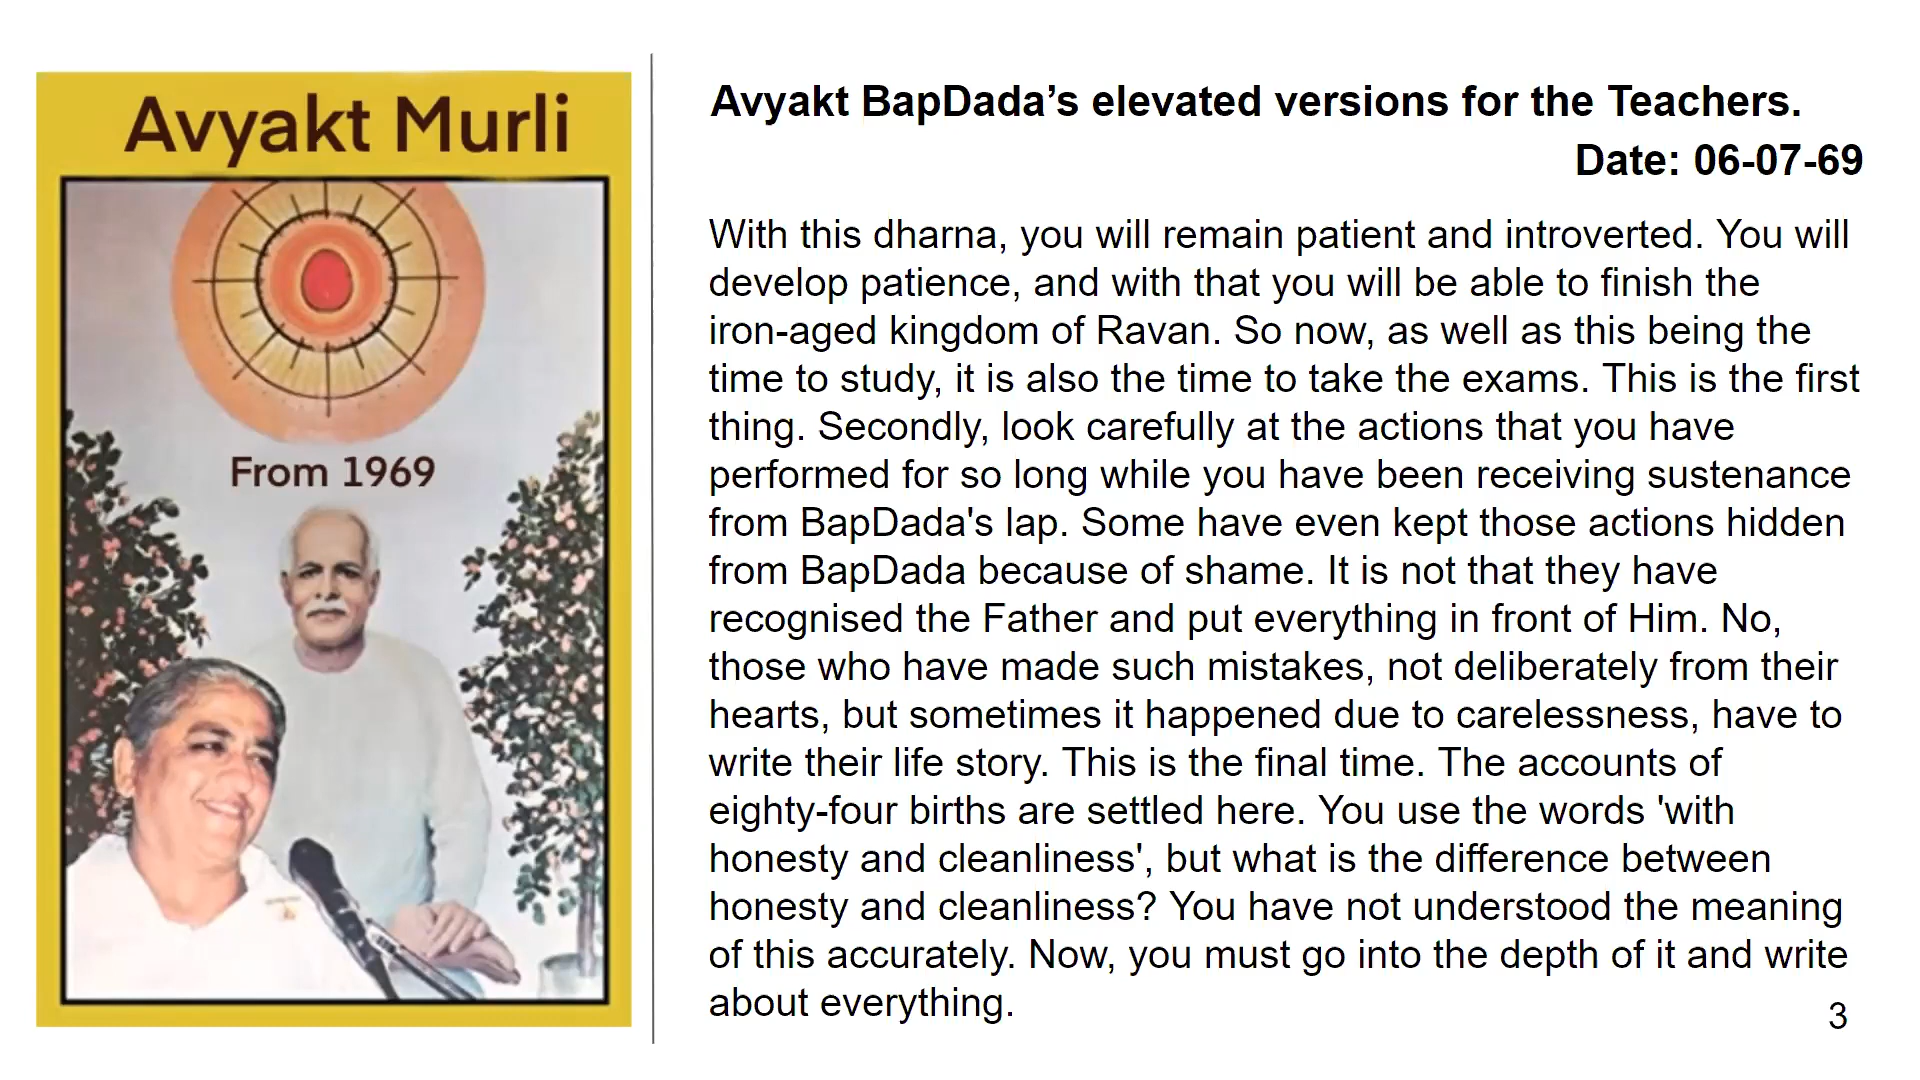 Avyakt Murli
From 1969
Avyakt BapDada’s elevated versions for the Teachers.
Date: 06-07-69
With this dharna, you will remain patient and introverted. You will
develop patience, and with that you will be able to finish the
iron-aged kingdom of Ravan. So now, as well as this being the
time to study, it is also the time to take the exams. This is the first
thing. Secondly, look carefully at the actions that you have
performed for so long while you have been receiving sustenance
from BapDada's lap. Some have even kept those actions hidden
from BapDada because of shame. It is not that they have
recognised the Father and put everything in front of Him. No,
those who have made such mistakes, not deliberately from their
hearts, but sometimes it happened due to carelessness, have to
write their life story. This is the final time. The accounts of
eighty-four births are settled here. You use the words 'with
honesty and cleanliness', but what is the difference between
honesty and cleanliness? You have not understood the meaning
of this accurately. Now, you must go into the depth of it and write
about everything.
3